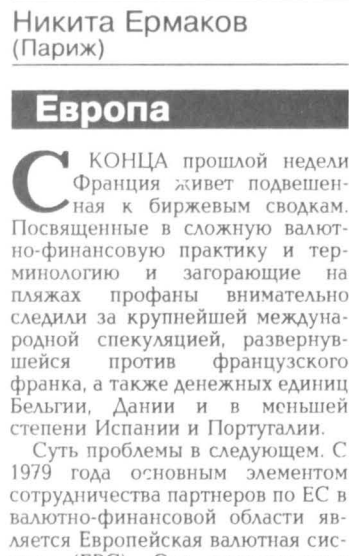 Никита Ермаков
(Париж)
Европа
С КОНЦА прошлой недели
Франция живет подвешен-
ная к биржевым сводкам.
Посвященные в сложную валют-
но-финансовую практику и тер-
минологию и загорающие на
пляжах профаны внимательно
следили за крупнейшей междуна-
родной спекуляцией, развернув-
шейся против французского
франка, а также денежных единиц
Бельгии, Дании и в меньшей
степени Испании и Португалии.
Суть проблемы в следующем. С
1979 года основным элементом
сотрудничества партнеров по ЕС в
валютно-финансовой области яв-
ляется Европейская валютная сис-